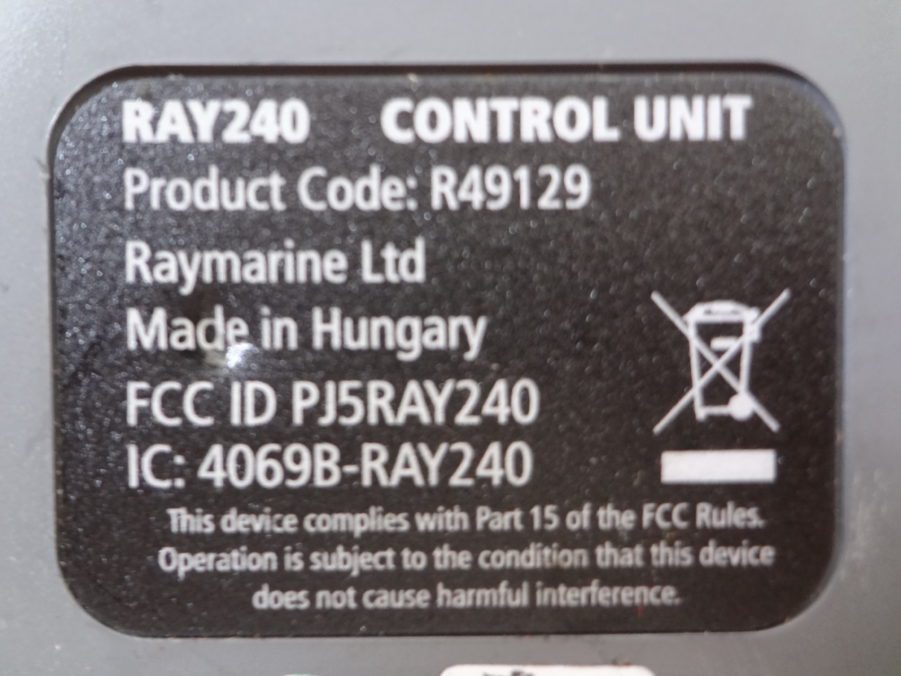 RAY240 CONTROL UNIT
Product Code: R49129
Raymarine Ltd
Made in Hungary
FCC ID PJ5RAY240
IC: 4069B-RAY240
This device complies with Part 15 of the FCC Rules.
Operation is subject to the condition that this device
does not cause harmful interference.